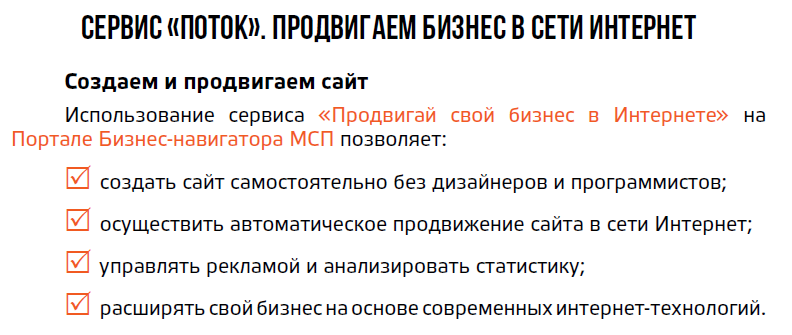 СЕРВИС «ПОТОК». ПРОДВИГАЕМ БИЗНЕС В СЕТИ ИНТЕРНЕТ
Создаем и продвигаем сайт
Использование сервиса «Продвигай свой бизнес в Интернете» на
Портале Бизнес-навигатора МСП позволяет:
создать сайт самостоятельно без дизайнеров и программистов;
осуществить автоматическое продвижение сайта в сети Интернет;
управлять рекламой и анализировать статистику;
расширять свой бизнес на основе современных интернет-технологий.